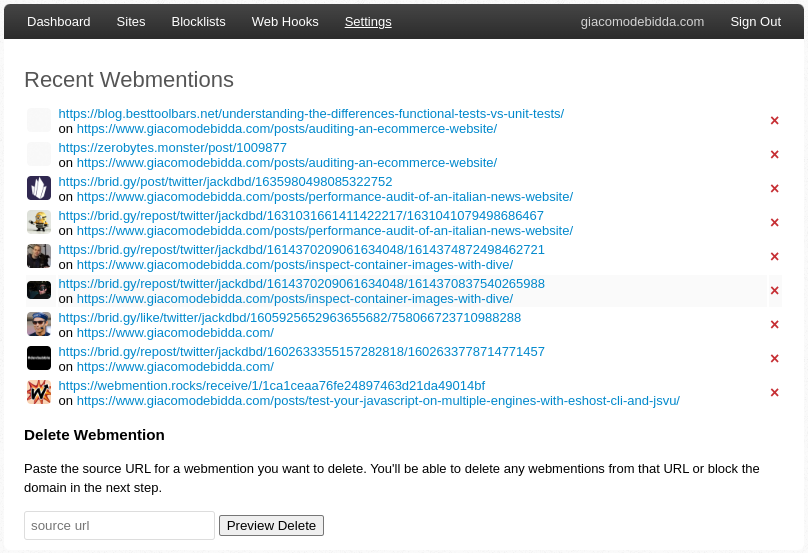 Dashboard Sites Blocklists Web Hooks Settings giacomodebidda.com Sign Out
Recent Webmentions
https://blog.besttoolbars.net/understanding-the-differences-functional-tests-vs-unit-tests/
on https://www.giacomodebidda.com/posts/auditing-an-ecommerce-website/
×
https://zerobytes.monster/post/1009877
on https://www.giacomodebidda.com/posts/auditing-an-ecommerce-website/
×
https://brid.gy/post/twitter/jackdbd/1635980498085322752
on https://www.giacomodebidda.com/posts/performance-audit-of-an-italian-news-website/
×
https://brid.gy/repost/twitter/jackdbd/1631031661411422217/1631041079498686467
on https://www.giacomodebidda.com/posts/performance-audit-of-an-italian-news-website/
×
https://brid.gy/repost/twitter/jackdbd/1614370209061634048/1614374872498462721
on https://www.giacomodebidda.com/posts/inspect-container-images-with-dive/
×
https://brid.gy/repost/twitter/jackdbd/1614370209061634048/1614370837540265988
on https://www.giacomodebidda.com/posts/inspect-container-images-with-dive/
×
https://brid.gy/like/twitter/jackdbd/1605925652963655682/758066723710988288
on https://www.giacomodebidda.com/
×
https://brid.gy/repost/twitter/jackdbd/1602633355157282818/1602633778714771457
on https://www.giacomodebidda.com/
×
https://webmention.rocks/receive/1/1ca1ceaa76fe24897463d21da49014bf
on https://www.giacomodebidda.com/posts/test-your-javascript-on-multiple-engines-with-eshost-cli-and-jsvu/
×
Delete Webmention
Paste the source URL for a webmention you want to delete. You'll be able to delete any webmentions from that URL or block the
domain in the next step.
source url Preview Delete